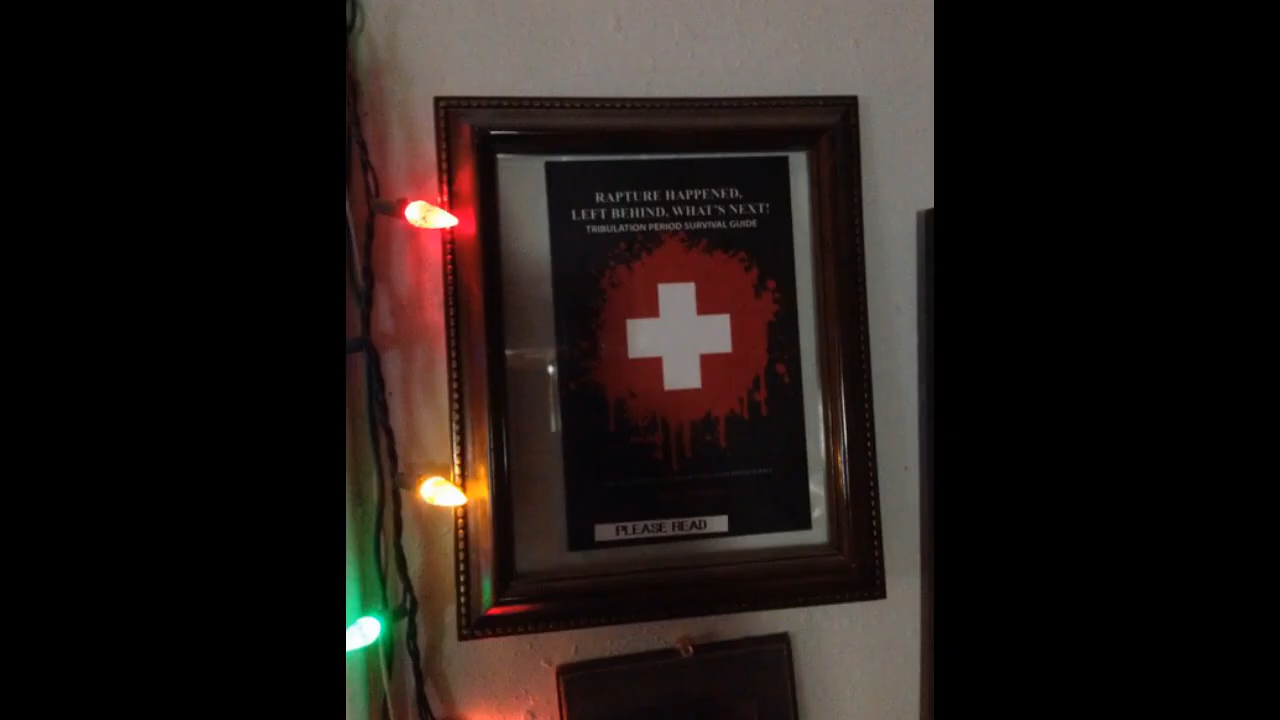 RAPTURE HAPPENED,
LEFT BEHIND, WHAT'S NEXT!
TRIBULATION PERIOD SURVIVAL GUIDE
PLEASE READ